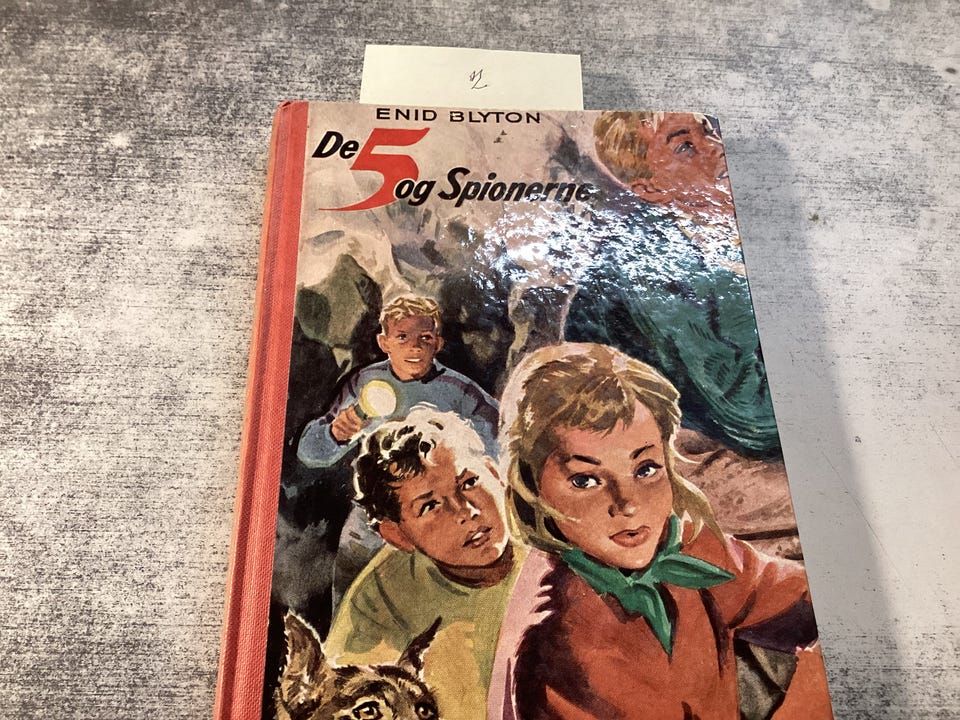 ENID BLYTON
De 5
og Spionerne